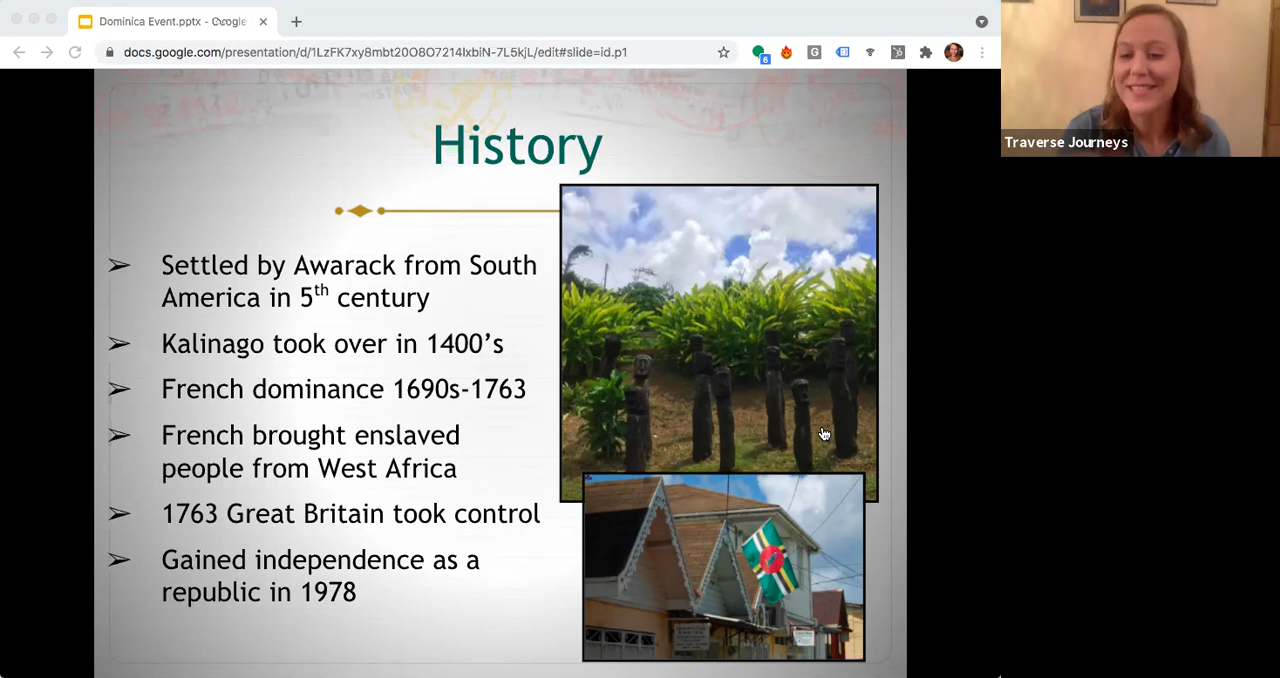 Dominica Event.pptx - Google
docs.google.com/presentation/d/1LzFK7xy8mbt20O8O7214IxbiN-7L5kjL/edit#slide=id.p1
6
G
Traverse Journeys
History
Settled by Awarack from South
America in 5th century
Kalinago took over in 1400’s
French dominance 1690s-1763
French brought enslaved
people from West Africa
1763 Great Britain took control
Gained independence as a
republic in 1978